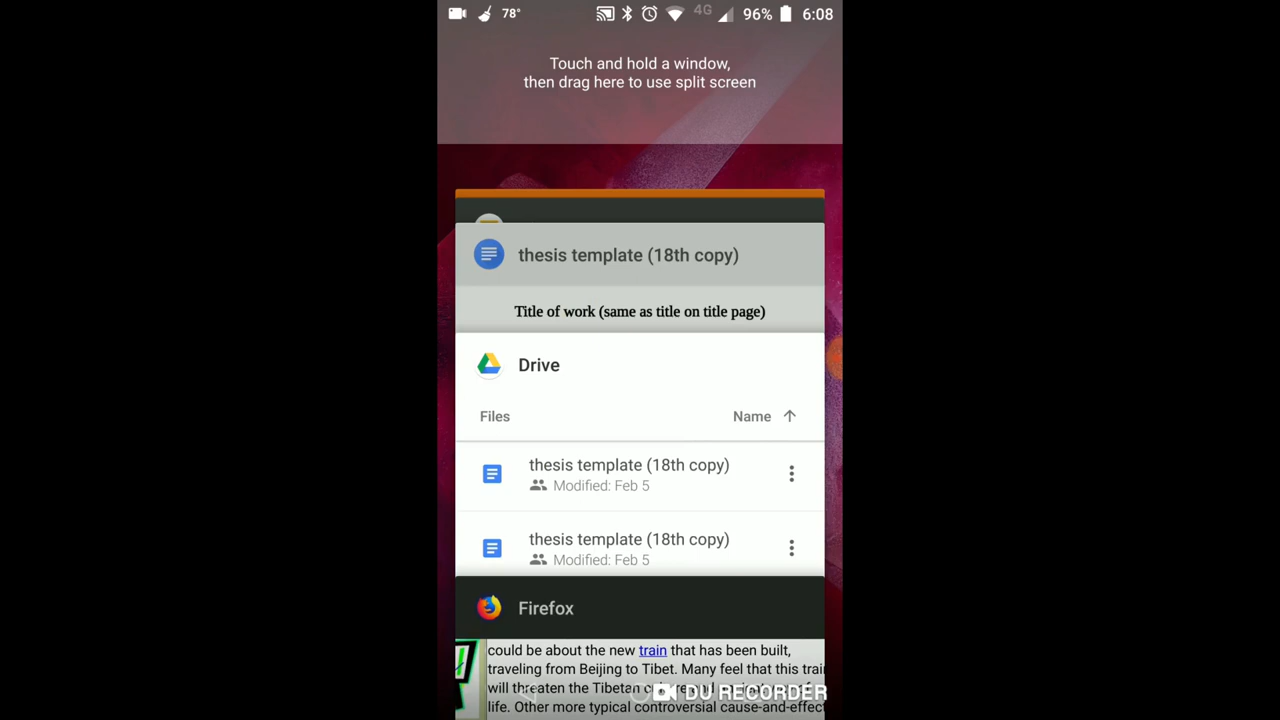 78° 4G 96% 6:08
Touch and hold a window,
then drag here to use split screen
thesis template (18th copy)
Title of work (same as title on title page)
Drive
Files Name
thesis template (18th copy)
Modified: Feb 5
thesis template (18th copy)
Modified: Feb 5
Firefox
could be about the new train that has been built,
traveling from Beijing to Tibet. Many feel that this train
will threaten the Tibetan
DU RECORDER
life. Other more typical controversial cause-and-effect